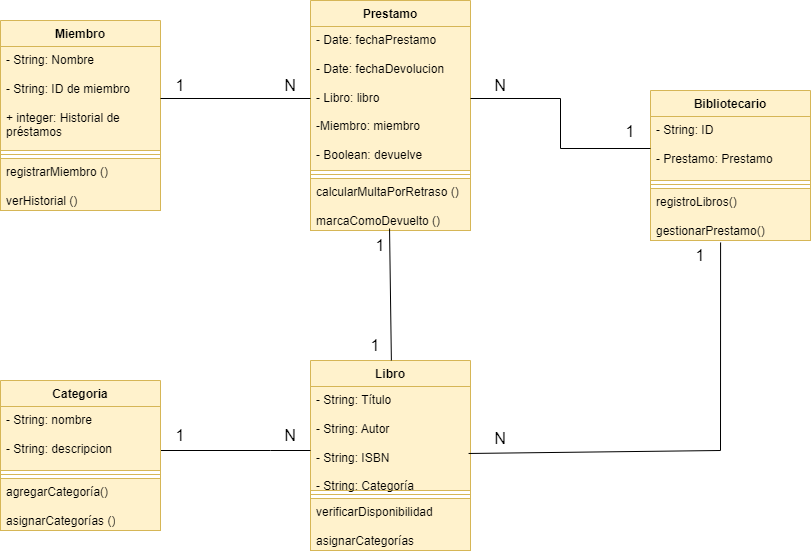 Miembro
- String: Nombre
- String: ID de miembro
+ integer: Historial de
préstamos
registrarMiembro ()
verHistorial ()
1
N
Prestamo
- Date: fechaPrestamo
- Date: fechaDevolucion
- Libro: libro
-Miembro: miembro
- Boolean: devuelve
calcularMultaPorRetraso ()
marcaComoDevuelto ()
N
1
Bibliotecario
- String: ID
- Prestamo: Prestamo
registroLibros()
gestionarPrestamo()
1
1
1
Categoria
- String: nombre
- String: descripcion
agregarCategoría()
asignarCategorías ()
1
N
Libro
- String: Título
- String: Autor
- String: ISBN
- String: Categoría
verificarDisponibilidad
asignarCategorías
N